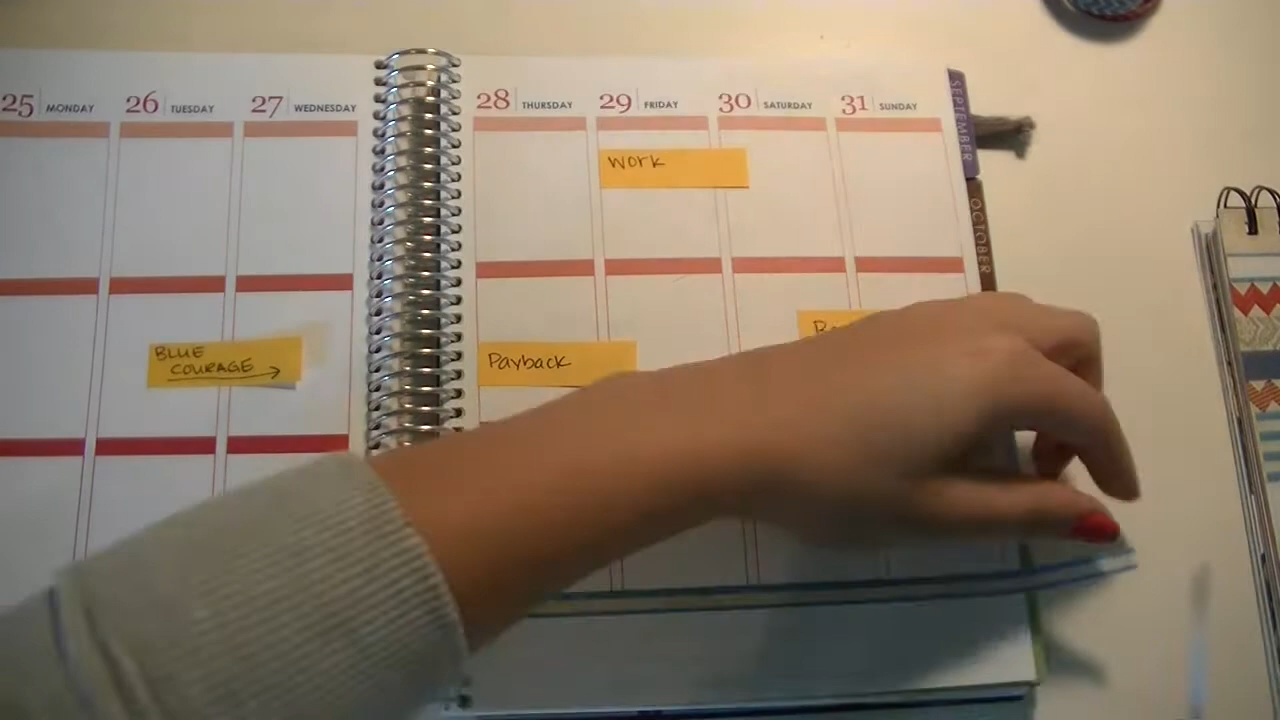 25 MONDAY 26 TUESDAY 27 WEDNESDAY 28 THURSDAY 29 FRIDAY 30 SATURDAY 31 SUNDAY
SEPTEMBER
OCTOBER
Work
BLUE
COURAGE
Payback